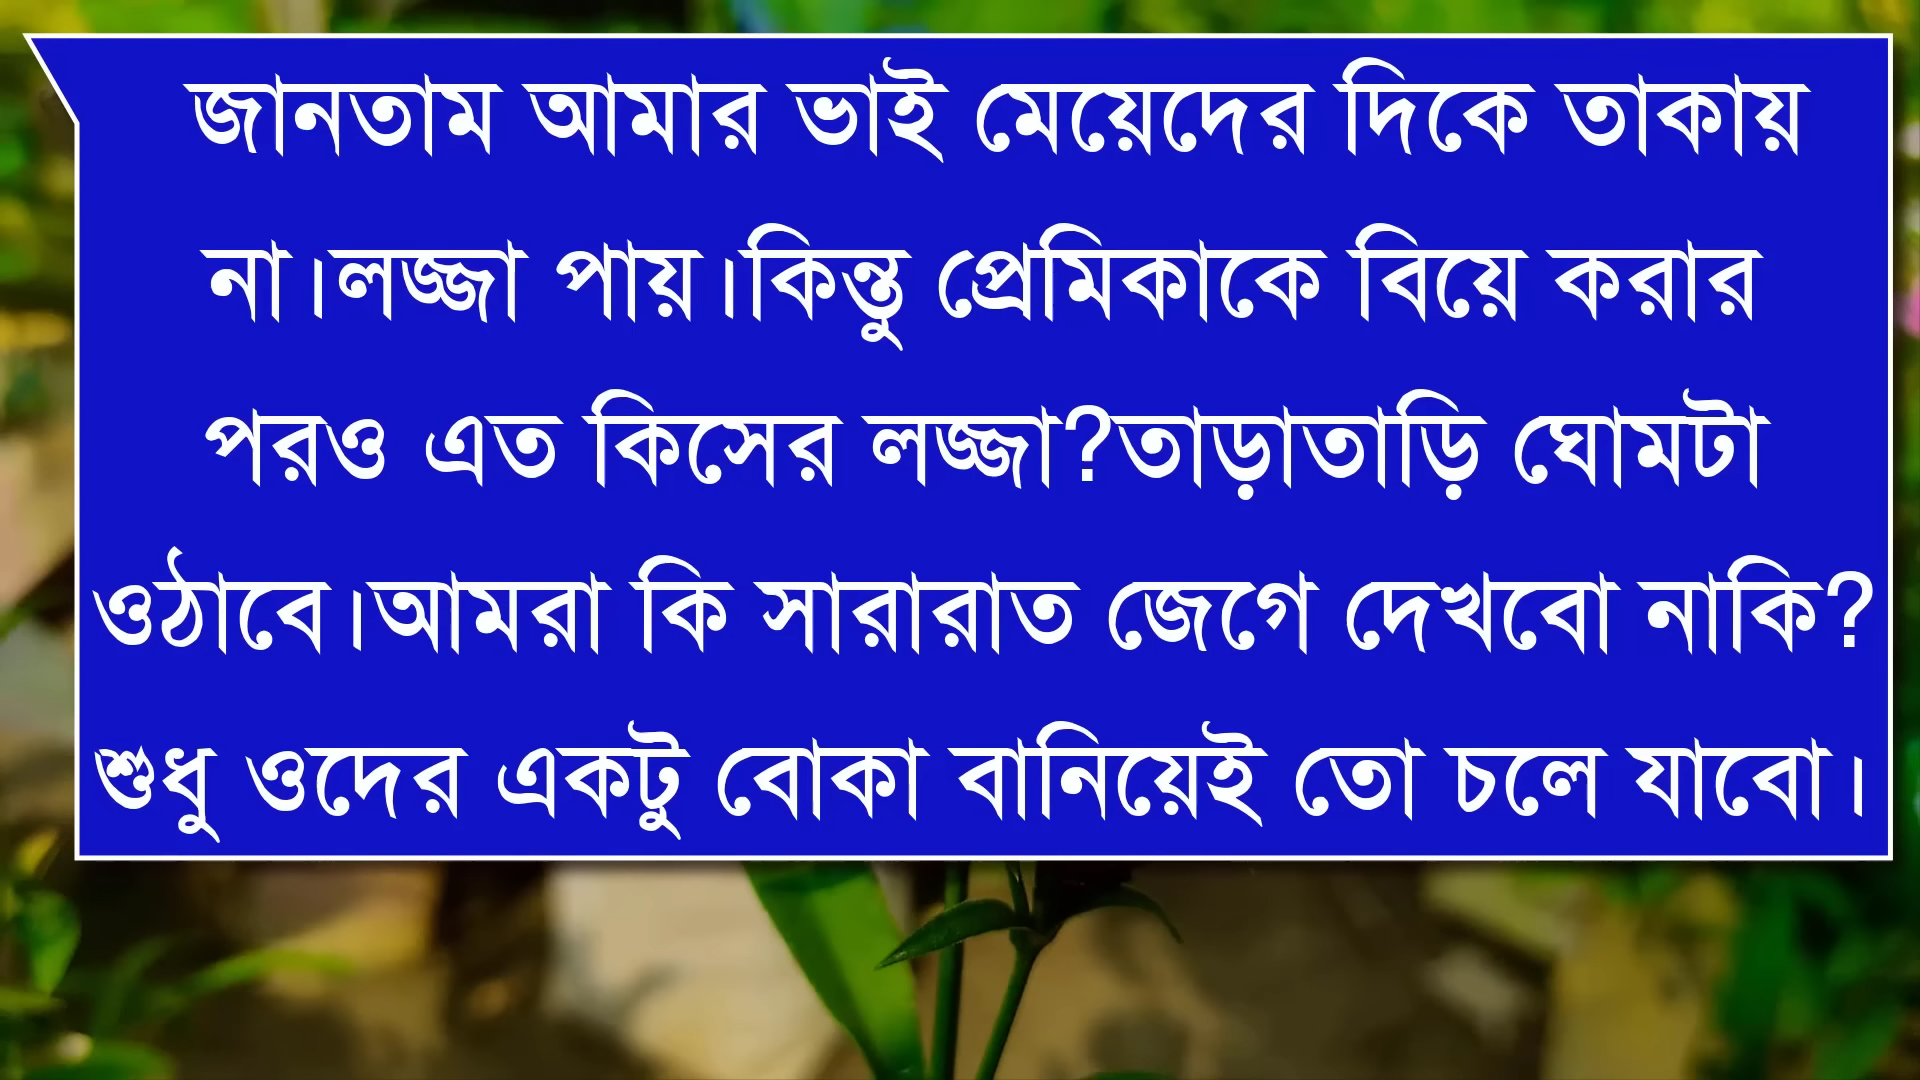 জানতাম আমার ভাই মেয়েদের দিকে তাকায়
না।লজ্জা পায়।কিন্তু প্রেমিকাকে বিয়ে করার
পরও এত কিসের লজ্জা?তাড়াতাড়ি ঘোমটা
ওঠাবে।আমরা কি সারারাত জেগে দেখবো নাকি?
শুধু ওদের একটু বোকা বানিয়েই তো চলে যাবো।